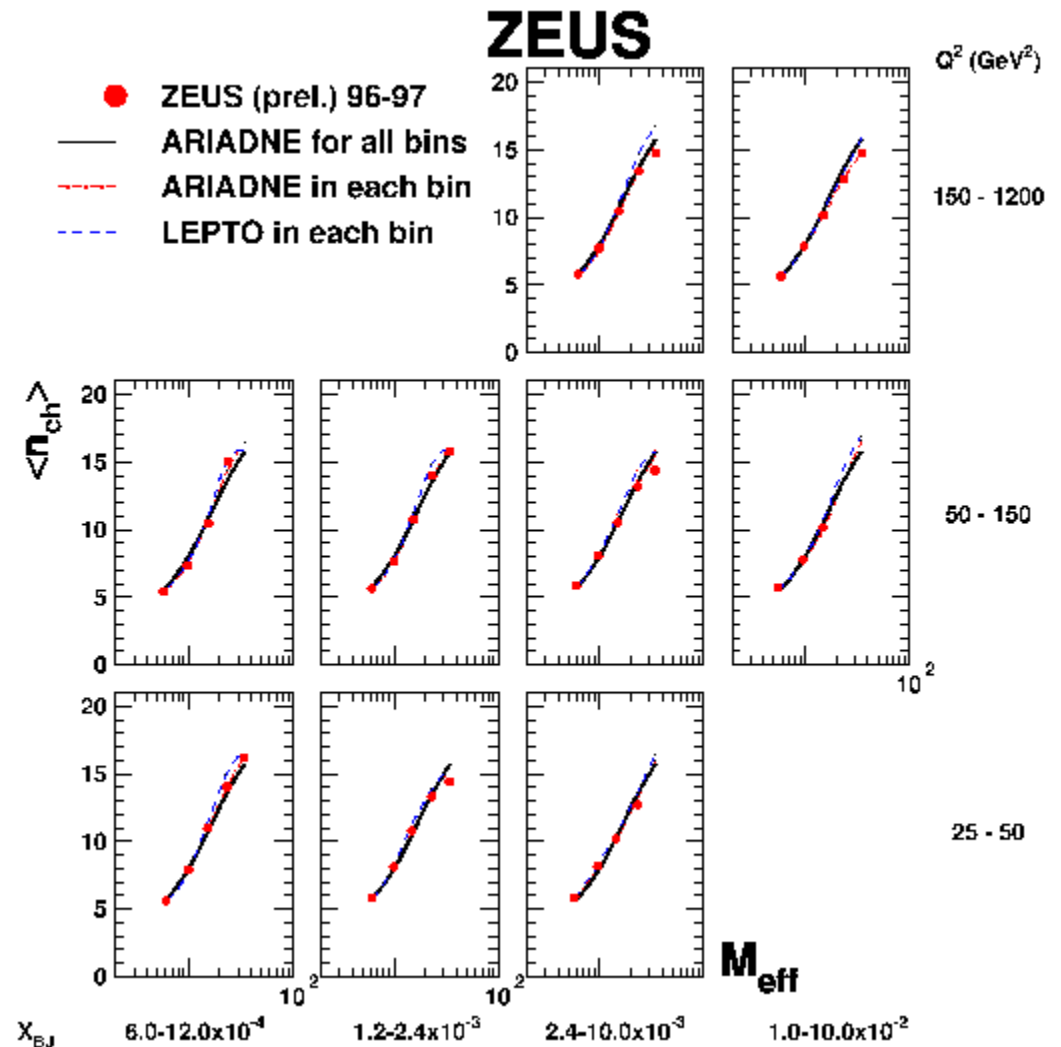 ZEUS
Q² (GeV²)
ZEUS (prel.) 96-97
ARIADNE for all bins
ARIADNE in each bin
LEPTO in each bin
20
15
10
5
0
150 - 1200
<n_ch>
20
15
10
5
0
50 - 150
10²
20
15
10
5
0
25 - 50
M_eff
10² 10²
X_BJ 6.0-12.0x10⁻⁴ 1.2-2.4x10⁻³ 2.4-10.0x10⁻³ 1.0-10.0x10⁻²